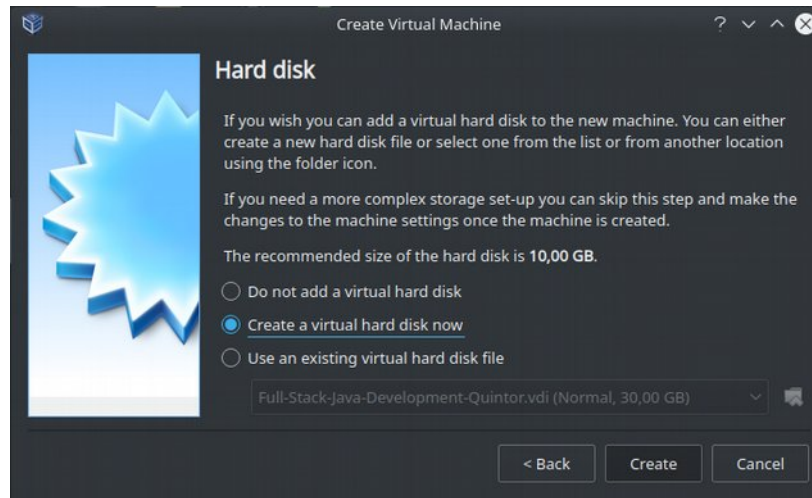 Create Virtual Machine
Hard disk
If you wish you can add a virtual hard disk to the new machine. You can either
create a new hard disk file or select one from the list or from another location
using the folder icon.
If you need a more complex storage set-up you can skip this step and make the
changes to the machine settings once the machine is created.
The recommended size of the hard disk is 10,00 GB.
Do not add a virtual hard disk
Create a virtual hard disk now
Use an existing virtual hard disk file
Full-Stack-Java-Development-Quintor.vdi (Normal, 30,00 GB)
< Back
Create
Cancel